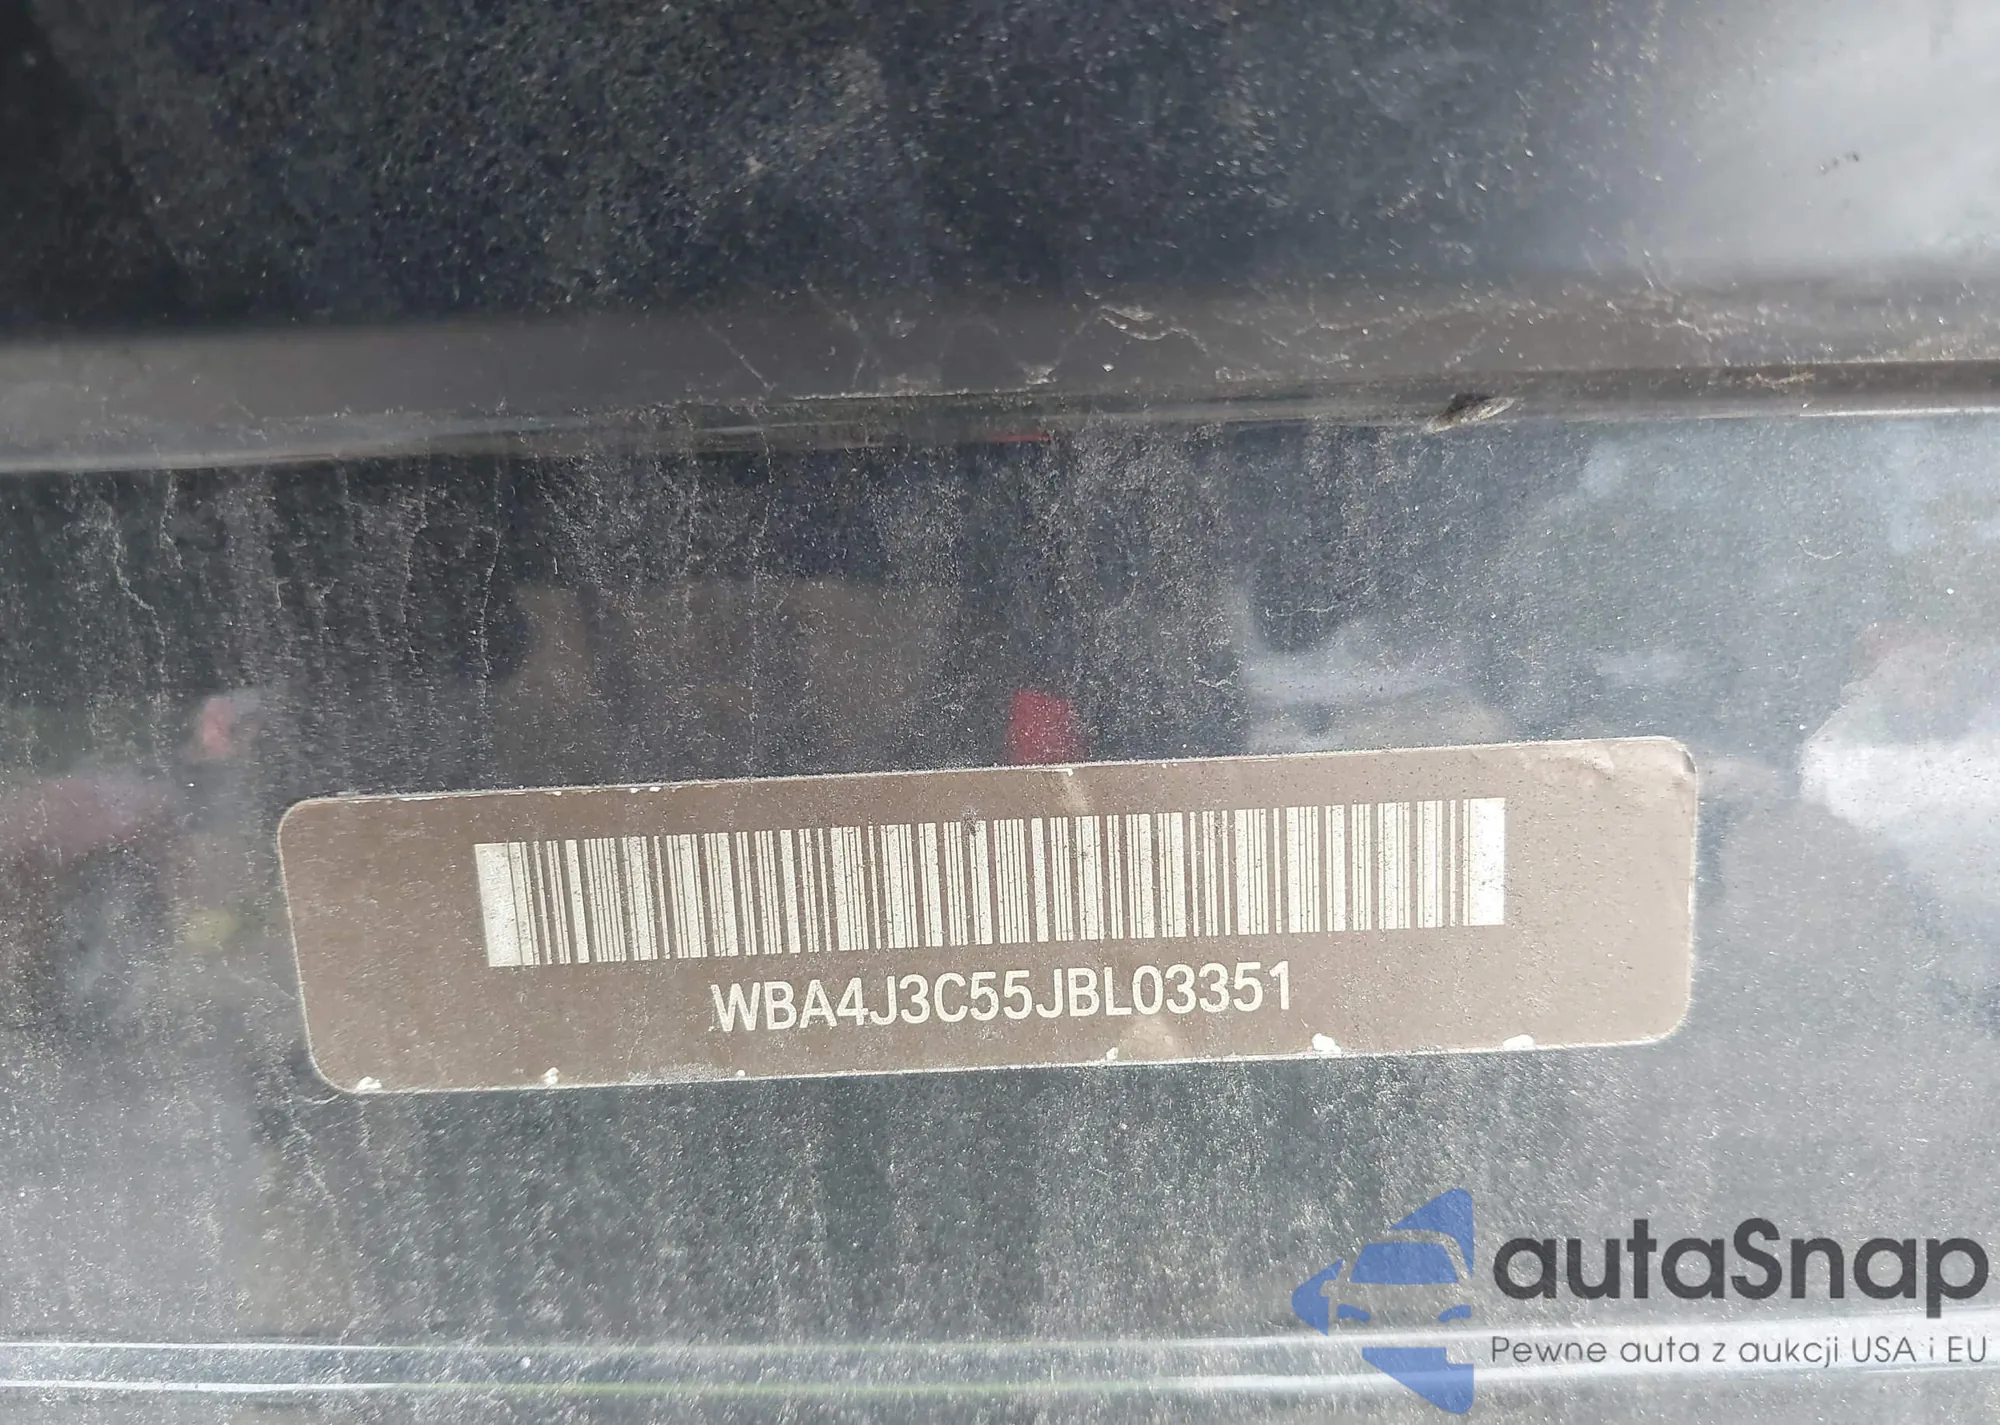 WBA4J3C55JBL03351
autaSnap
Pewne auta z aukcji USA i EU